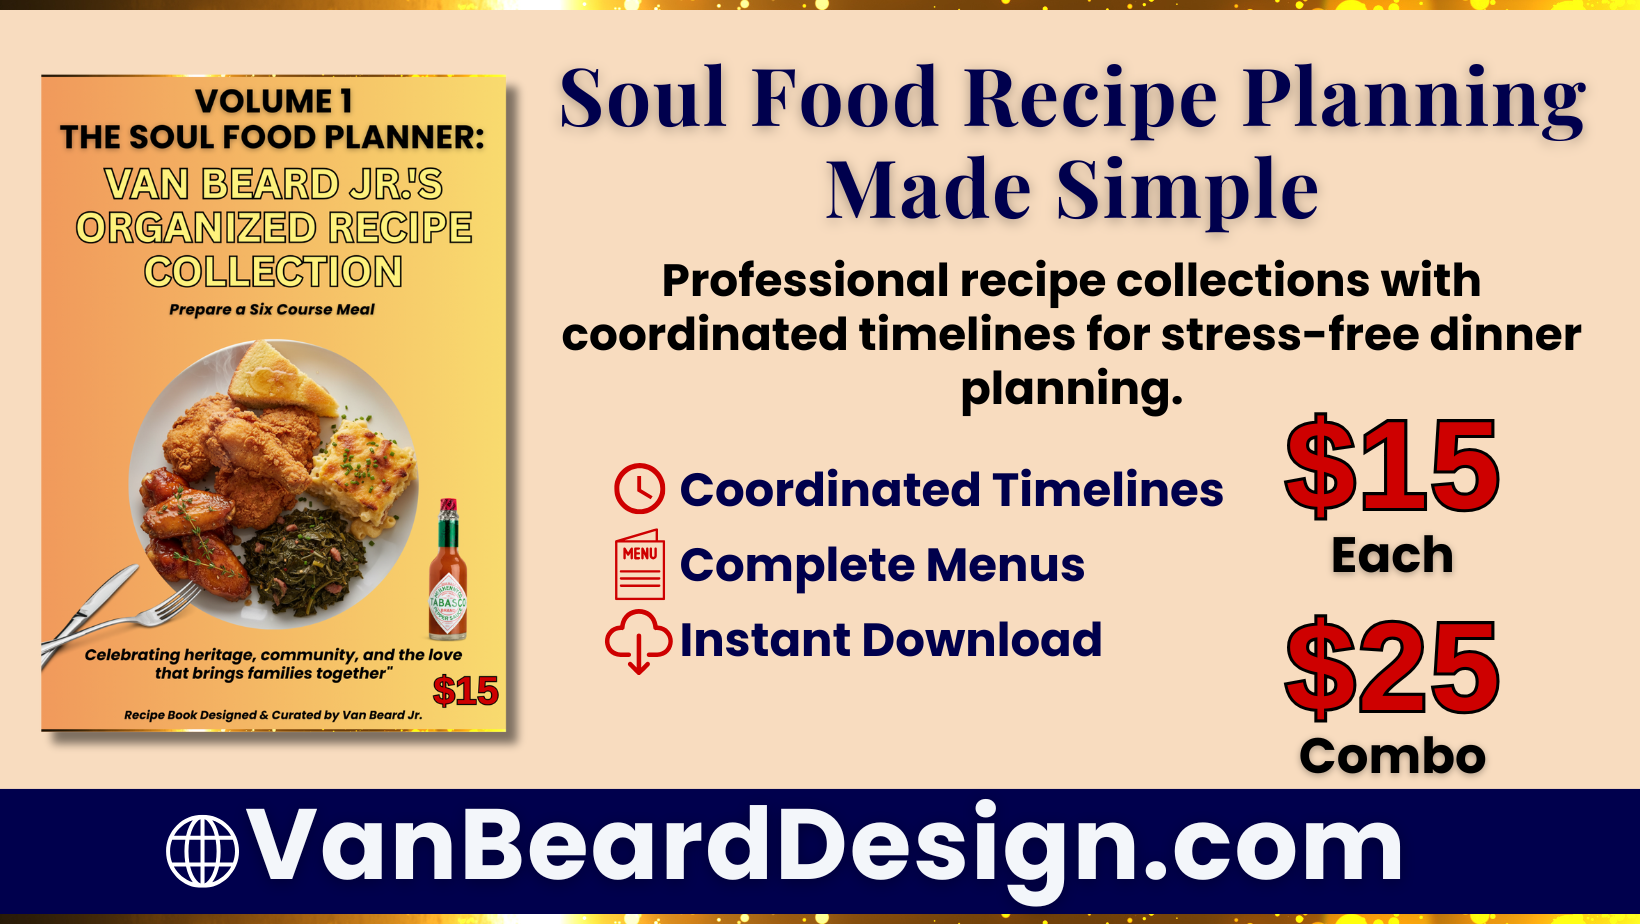 VOLUME 1
THE SOUL FOOD PLANNER:
VAN BEARD JR.'S
ORGANIZED RECIPE
COLLECTION
Prepare a Six Course Meal
TABASCO
Celebrating heritage, community, and the love
that brings families together"
$15
Recipe Book Designed & Curated by Van Beard Jr.
Soul Food Recipe Planning
Made Simple
Professional recipe collections with
coordinated timelines for stress-free dinner
planning.
Coordinated Timelines
MENU
Complete Menus
Instant Download
$15
Each
$25
Combo
VanBeardDesign.com